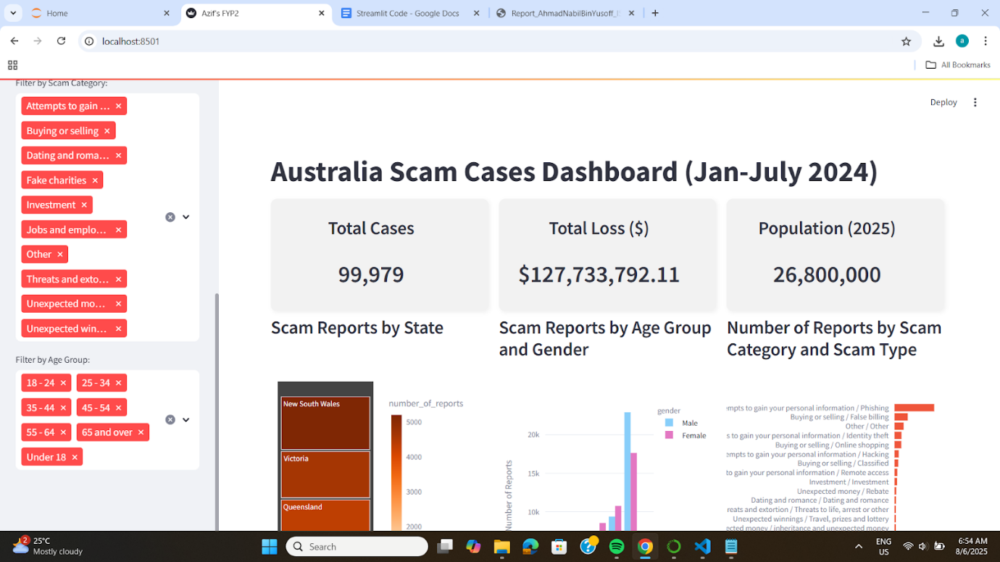 Home
Azif's FYP2
Streamlit Code - Google Docs
Report_AhmadNabilBinYusoff_I
localhost:8501
a
All Bookmarks
Deploy
Filter by Scam Category:
Attempts to gain ...
Buying or selling
Dating and roma...
Fake charities
Investment
Jobs and emplo...
Other
Threats and exto...
Unexpected mo...
Unexpected win...
Filter by Age Group:
18 - 24
25 - 34
35 - 44
45 - 54
55 - 64
65 and over
Under 18
Australia Scam Cases Dashboard (Jan-July 2024)
Total Cases
99,979
Total Loss ($)
$127,733,792.11
Population (2025)
26,800,000
Scam Reports by State
New South Wales
Victoria
Queensland
number_of_reports
5000
4000
3000
2000
Scam Reports by Age Group
and Gender
gender
Male
Female
20k
15k
10k
Number of Reports
Number of Reports by Scam
Category and Scam Type
empts to gain your personal information / Phishing
Buying or selling / False billing
Other / Other
s to gain your personal information / Identity theft
Buying or selling / Online shopping
empts to gain your personal information / Hacking
Buying or selling / Classified
to gain your personal information / Remote access
Investment / Investment
Unexpected money / Rebate
Dating and romance / Dating and romance
reats and extortion / Threats to life, arrest or other
Unexpected winnings / Travel, prizes and lottery
ected money / inheritance and unexpected money
2
25°C
Mostly cloudy
Search
ENG
US
6:54 AM
8/6/2025